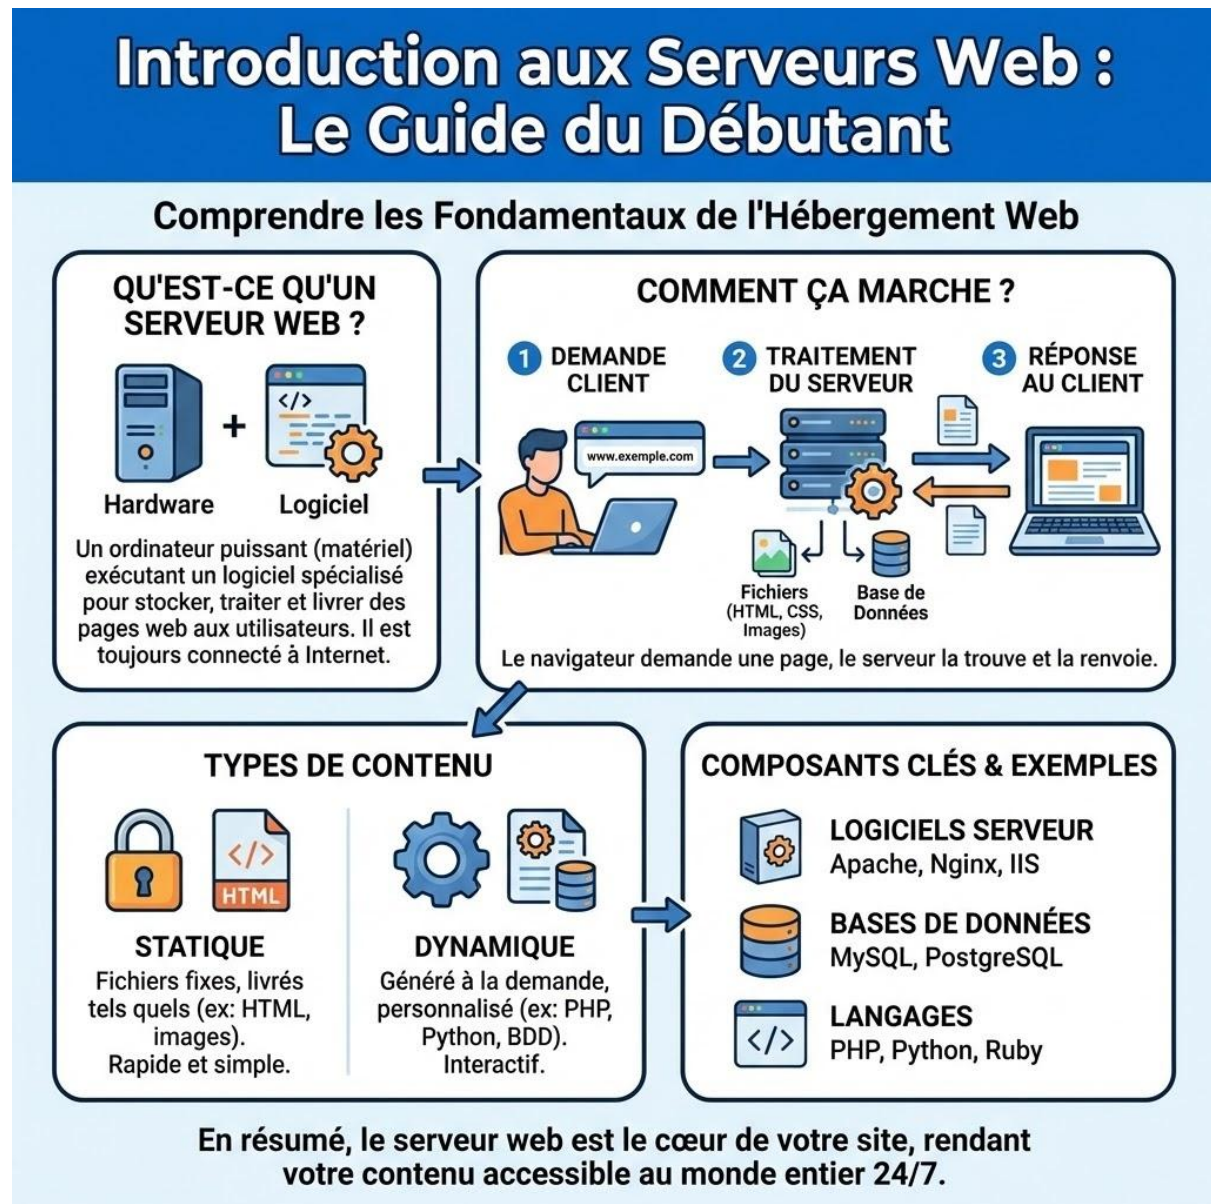 Introduction aux Serveurs Web :
Le Guide du Débutant
Comprendre les Fondamentaux de l'Hébergement Web
QU'EST-CE QU'UN
SERVEUR WEB ?
</>
+
Hardware
Logiciel
Un ordinateur puissant (matériel)
exécutant un logiciel spécialisé
pour stocker, traiter et livrer des
pages web aux utilisateurs. Il est
toujours connecté à Internet.
COMMENT ÇA MARCHE ?
1 DEMANDE
CLIENT
www.exemple.com
2 TRAITEMENT
DU SERVEUR
Fichiers
(HTML, CSS,
Images)
Base de
Données
3 RÉPONSE
AU CLIENT
Le navigateur demande une page, le serveur la trouve et la renvoie.
TYPES DE CONTENU
</>
HTML
STATIQUE
Fichiers fixes, livrés
tels quels (ex: HTML,
images).
Rapide et simple.
DYNAMIQUE
Généré à la demande,
personnalisé (ex: PHP,
Python, BDD).
Interactif.
COMPOSANTS CLÉS & EXEMPLES
LOGICIELS SERVEUR
Apache, Nginx, IIS
BASES DE DONNÉES
MySQL, PostgreSQL
</>
LANGAGES
PHP, Python, Ruby
En résumé, le serveur web est le cœur de votre site, rendant
votre contenu accessible au monde entier 24/7.